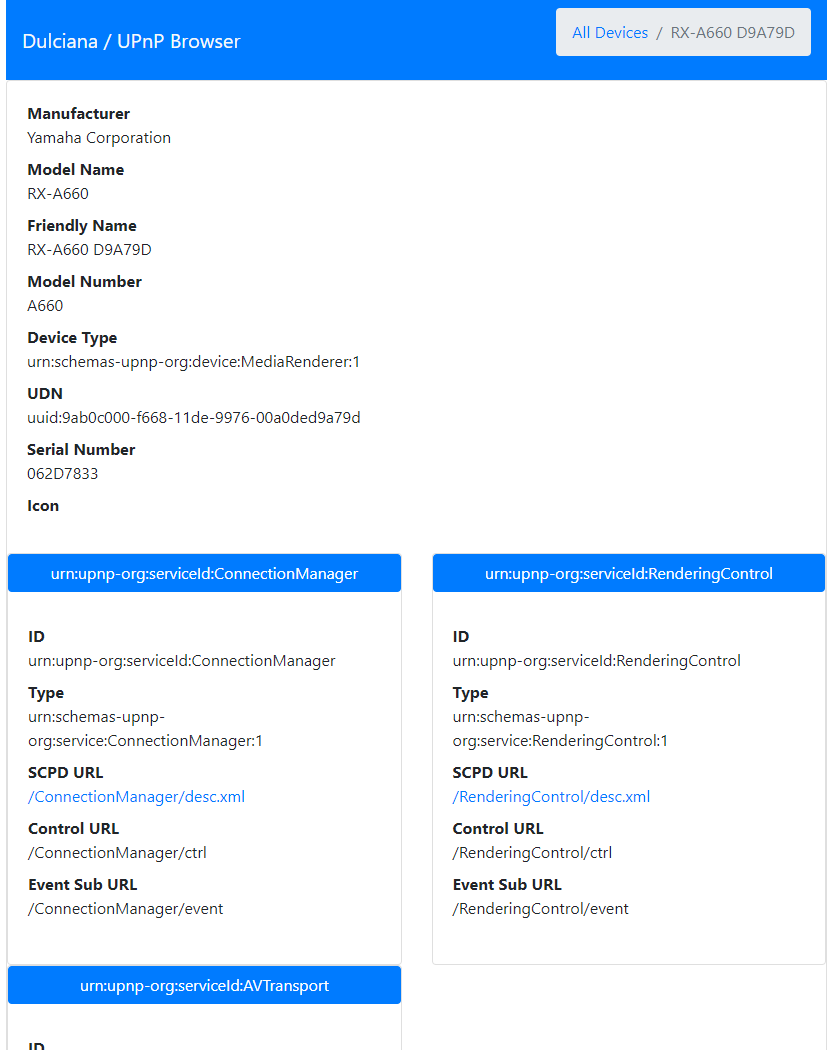 Dulciana / UPnP Browser
All Devices / RX-A660 D9A79D
Manufacturer
Yamaha Corporation
Model Name
RX-A660
Friendly Name
RX-A660 D9A79D
Model Number
A660
Device Type
urn:schemas-upnp-org:device:MediaRenderer:1
UDN
uuid:9ab0c000-f668-11de-9976-00a0ded9a79d
Serial Number
062D7833
Icon
urn:upnp-org:serviceId:ConnectionManager
ID
urn:upnp-org:serviceId:ConnectionManager
Type
urn:schemas-upnp-
org:service:ConnectionManager:1
SCPD URL
/ConnectionManager/desc.xml
Control URL
/ConnectionManager/ctrl
Event Sub URL
/ConnectionManager/event
urn:upnp-org:serviceId:RenderingControl
ID
urn:upnp-org:serviceId:RenderingControl
Type
urn:schemas-upnp-
org:service:RenderingControl:1
SCPD URL
/RenderingControl/desc.xml
Control URL
/RenderingControl/ctrl
Event Sub URL
/RenderingControl/event
urn:upnp-org:serviceId:AVTransport
ID